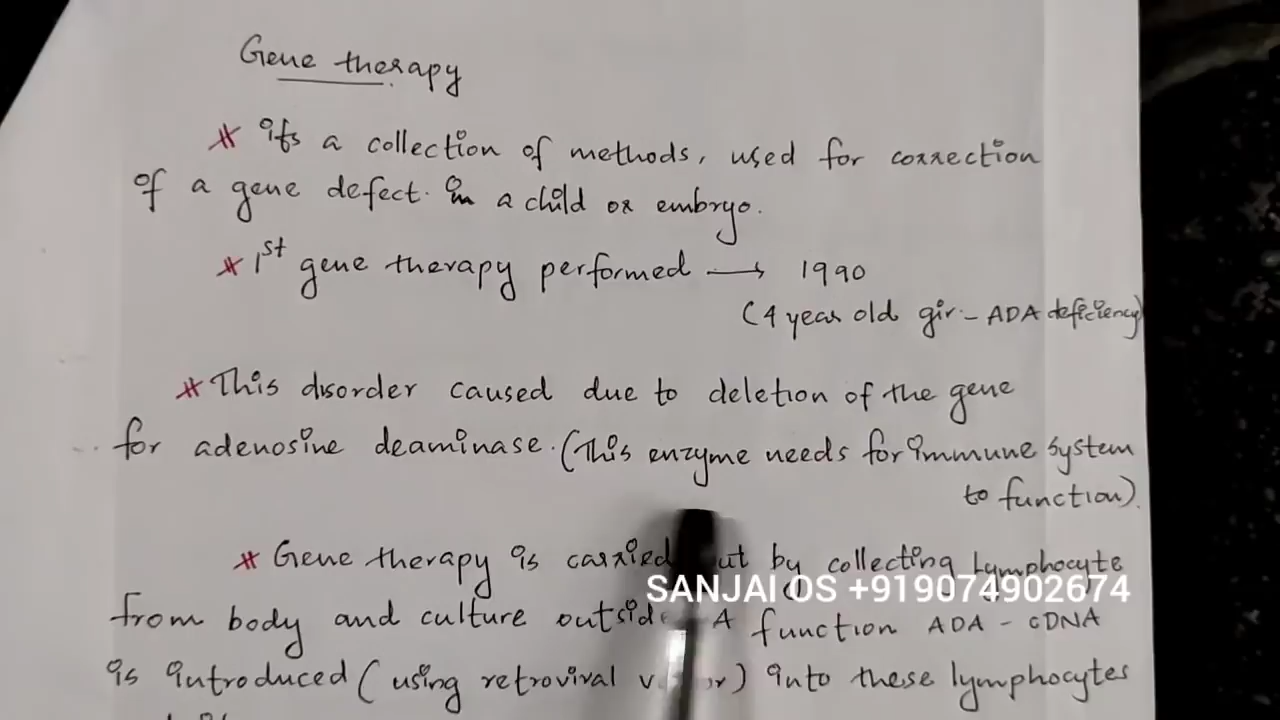 Gene therapy
* its a collection of methods, used for correction
of a gene defect. in a child or embryo.
* 1st gene therapy performed → 1990
(4 year old gir - ADA deficiency)
* This disorder caused due to deletion of the gene
for adenosine deaminase. (This enzyme needs for immune system
to function).
* Gene therapy is carried by collecting Lymphocyte
SANJAI OS +919074902674
from body and culture A function ADA - CDNA
is introduced (using retroviral into these lymphocytes